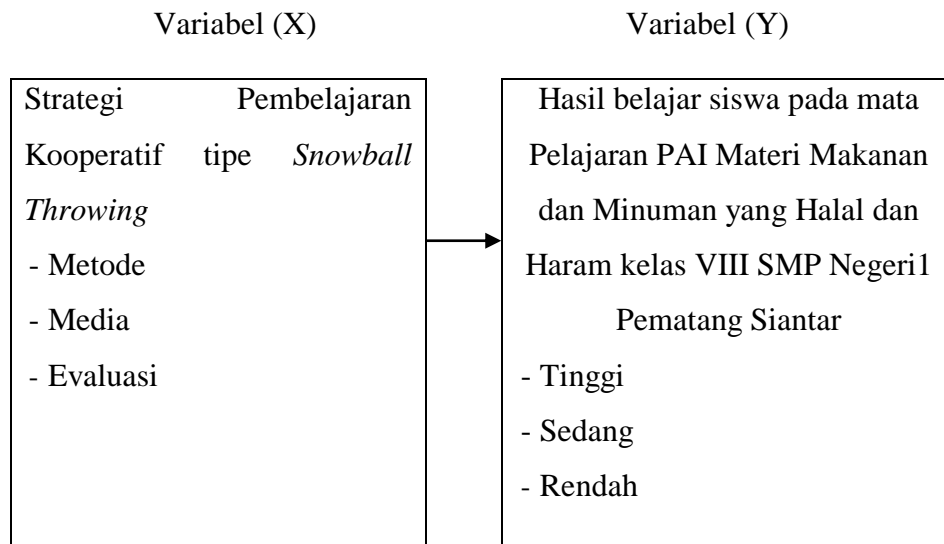 Variabel (X)
Variabel (Y)
Strategi Pembelajaran
Kooperatif tipe Snowball
Throwing
- Metode
- Media
- Evaluasi
Hasil belajar siswa pada mata
Pelajaran PAI Materi Makanan
dan Minuman yang Halal dan
Haram kelas VIII SMP Negeri1
Pematang Siantar
- Tinggi
- Sedang
- Rendah